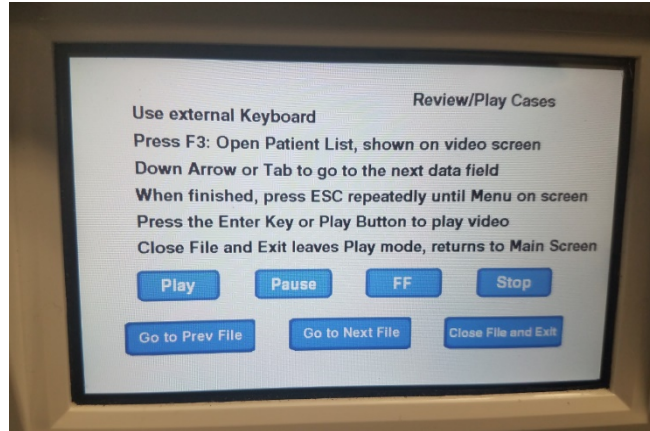 Review/Play Cases
Use external Keyboard
Press F3: Open Patient List, shown on video screen
Down Arrow or Tab to go to the next data field
When finished, press ESC repeatedly until Menu on screen
Press the Enter Key or Play Button to play video
Close File and Exit leaves Play mode, returns to Main Screen
Play Pause FF Stop
Go to Prev File Go to Next File Close File and Exit